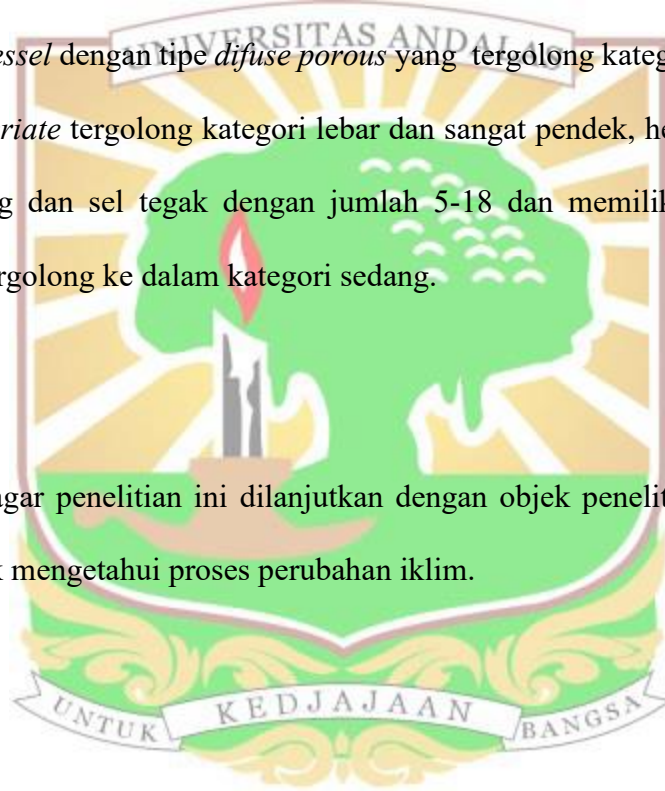 UNIVERSITAS ANDALAS
essel dengan tipe difuse porous yang tergolong kateg
riate tergolong kategori lebar dan sangat pendek, he
g dan sel tegak dengan jumlah 5-18 dan memilik
ergolong ke dalam kategori sedang.
agar penelitian ini dilanjutkan dengan objek penelit
k mengetahui proses perubahan iklim.
UNTUK KEDJAJAAN BANGSA